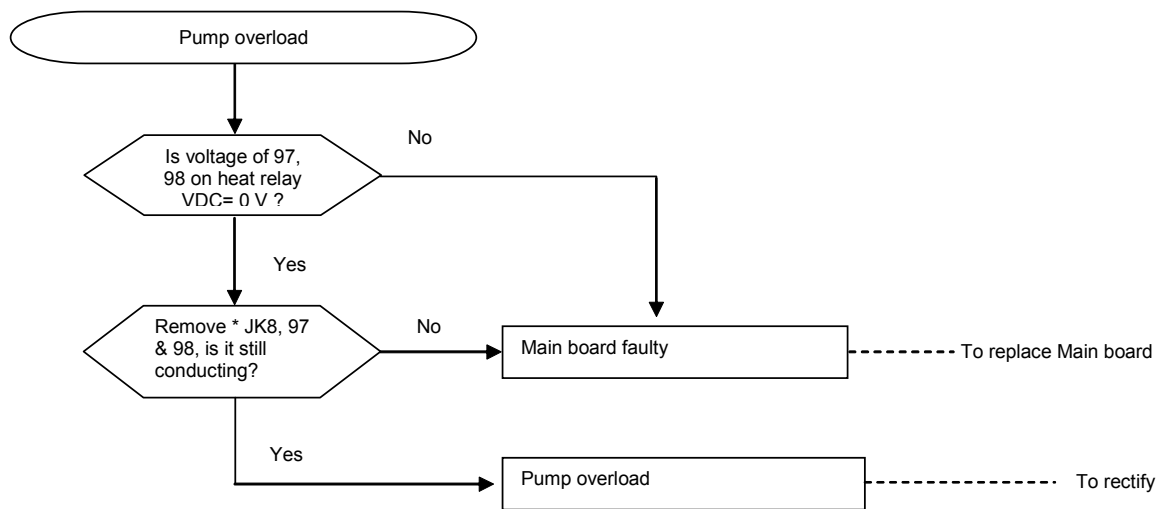 Pump overload
No
Is voltage of 97,
98 on heat relay
VDC= 0 V ?
Yes
Remove * JK8, 97
& 98, is it still
conducting?
No
Main board faulty
To replace Main board
Yes
Pump overload
To rectify